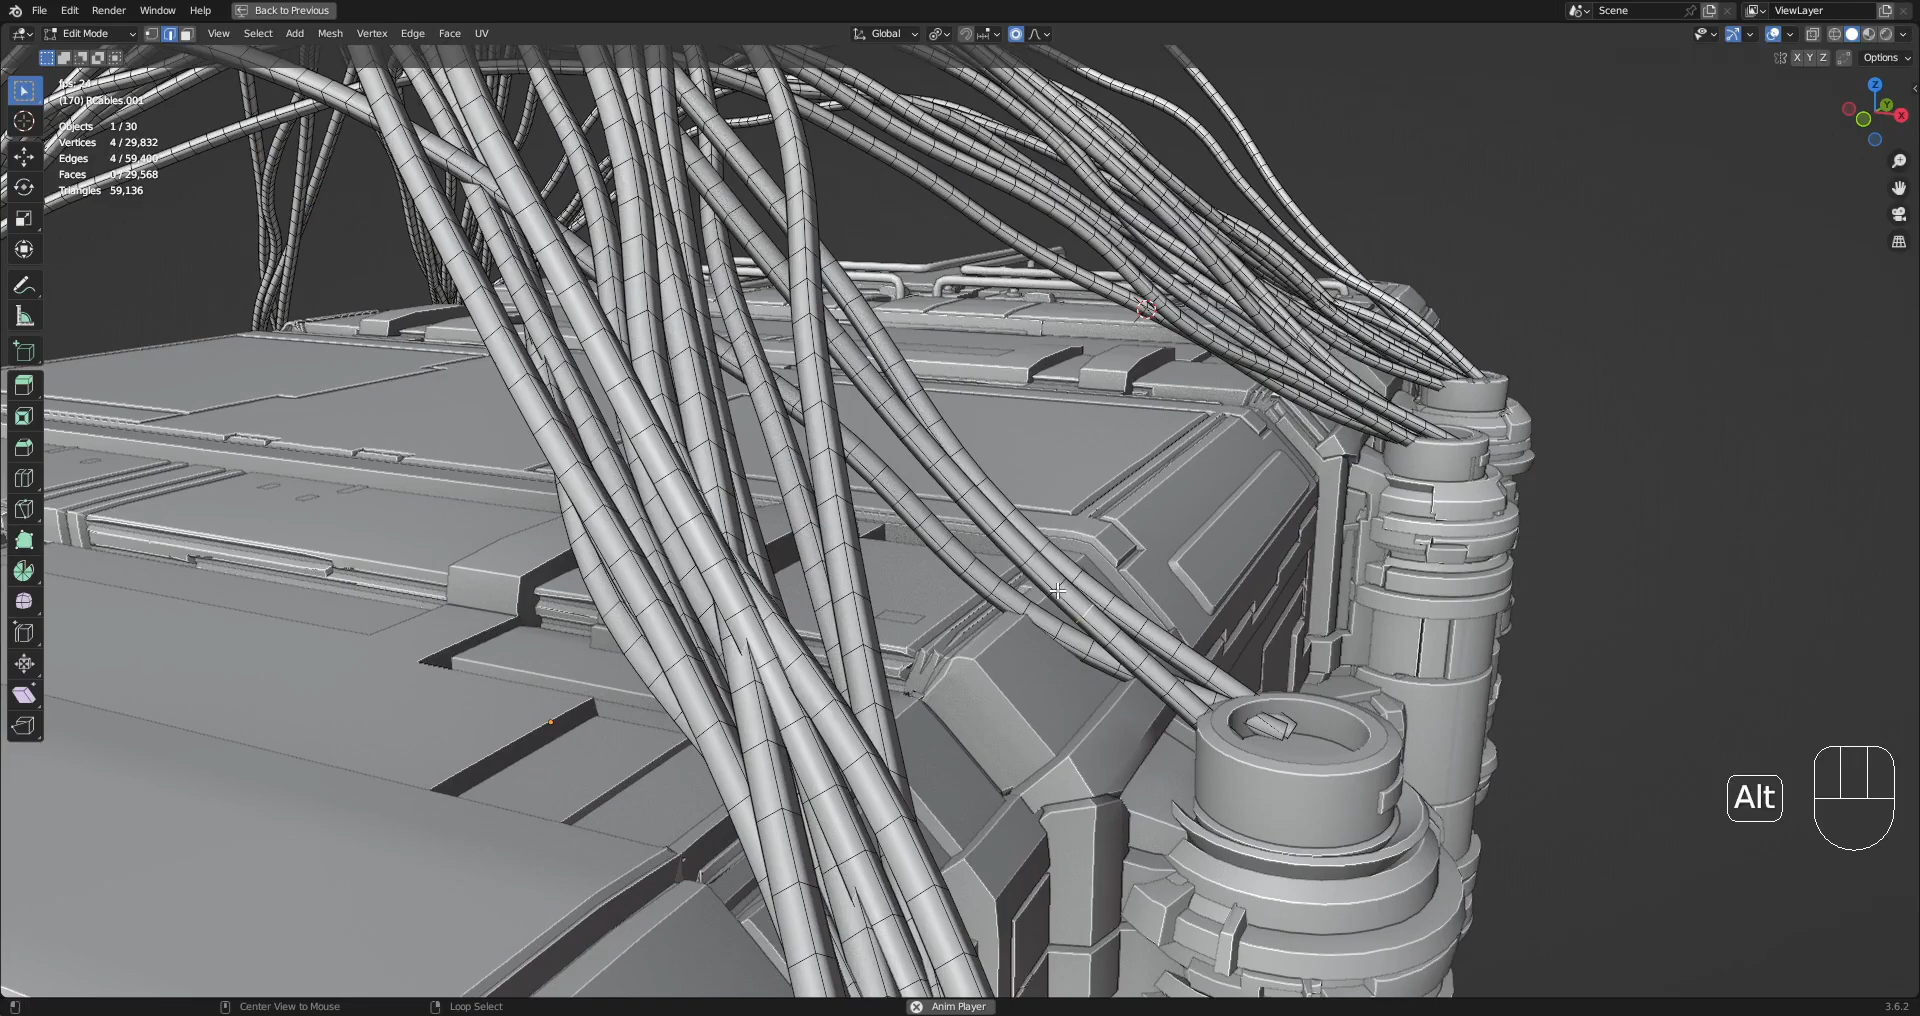 File Edit Render Window Help Back to Previous Scene ViewLayer
Edit Mode View Select Add Mesh Vertex Edge Face UV Global
X Y Z Options
(170) RCables.001
Objects 1 / 30
Vertices 4 / 29,832
Edges 4 / 59,400
Faces 0 / 29,568
Triangles 59,136
Z
Y
X
Alt
Center View to Mouse Loop Select Anim Player 3.6.2